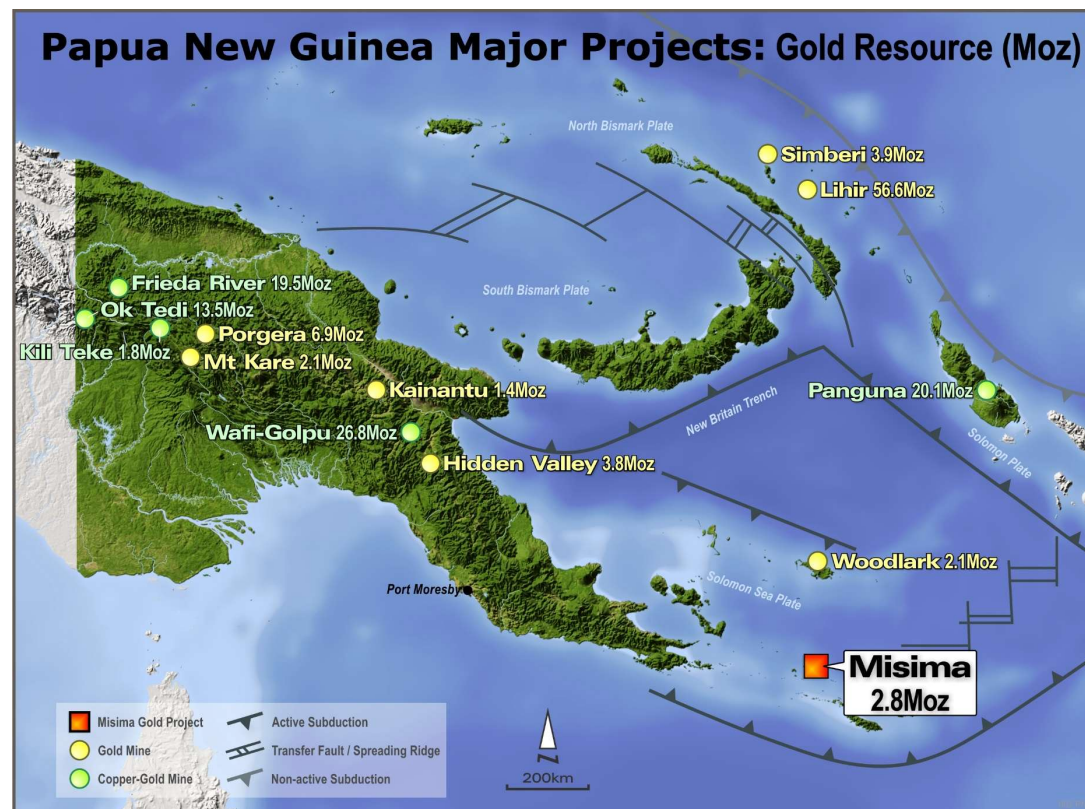 Papua New Guinea Major Projects: Gold Resource (Moz)
North Bismark Plate
Simberi 3.9Moz
Lihir 56.6Moz
Frieda River 19.5Moz
Ok Tedi 13.5Moz
South Bismark Plate
Porgera 6.9Moz
Kili Teke 1.8Moz
Mt Kare 2.1Moz
Kainantu 1.4Moz
Panguna 20.1Moz
New Britain Trench
Wafi-Golpu 26.8Moz
Solomon Plate
Hidden Valley 3.8Moz
Woodlark 2.1Moz
Solomon Sea Plate
Port Moresby
Misima
2.8Moz
Misima Gold Project
Active Subduction
Gold Mine
Transfer Fault / Spreading Ridge
Copper-Gold Mine
Non-active Subduction
N
200km